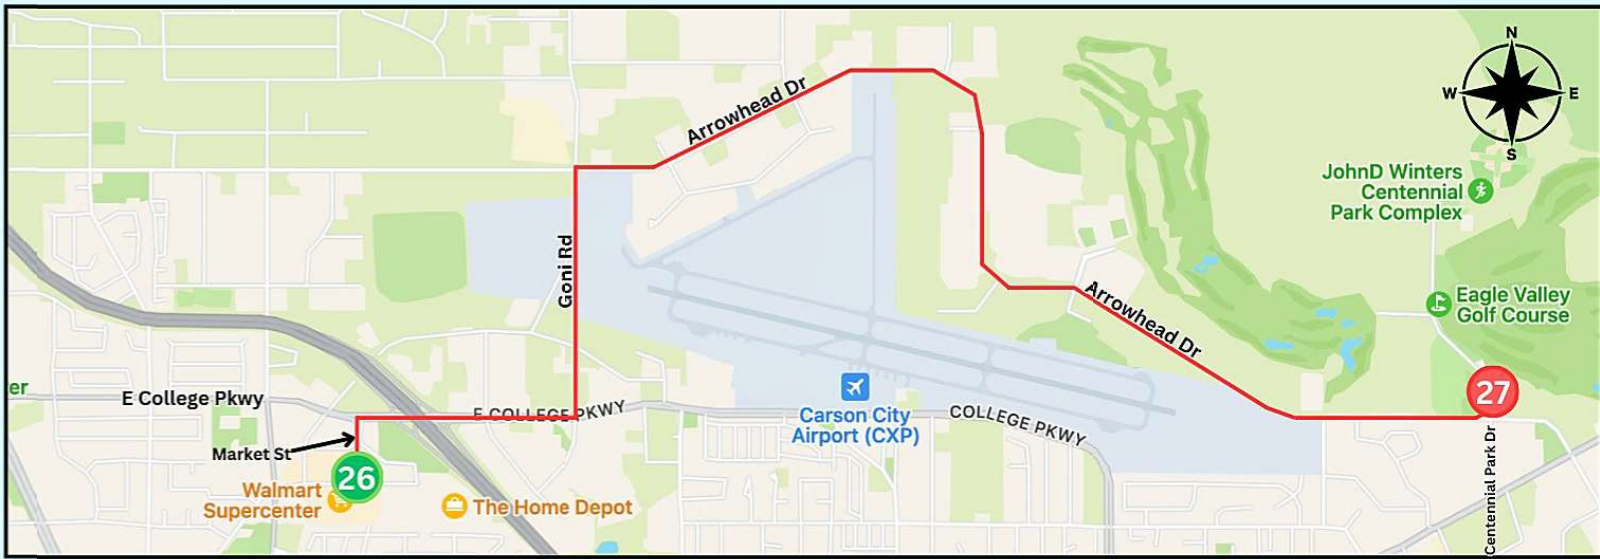 N
W
E
S
Arrowhead Dr
JohnD Winters
Centennial
Park Complex
Goni Rd
Arrowhead Dr
Eagle Valley
Golf Course
er
E College Pkwy
E COLLEGE PKWY
Carson City
Airport (CXP)
COLLEGE PKWY
27
Market St
26
Walmart
Supercenter
The Home Depot
Centennial Park Dr